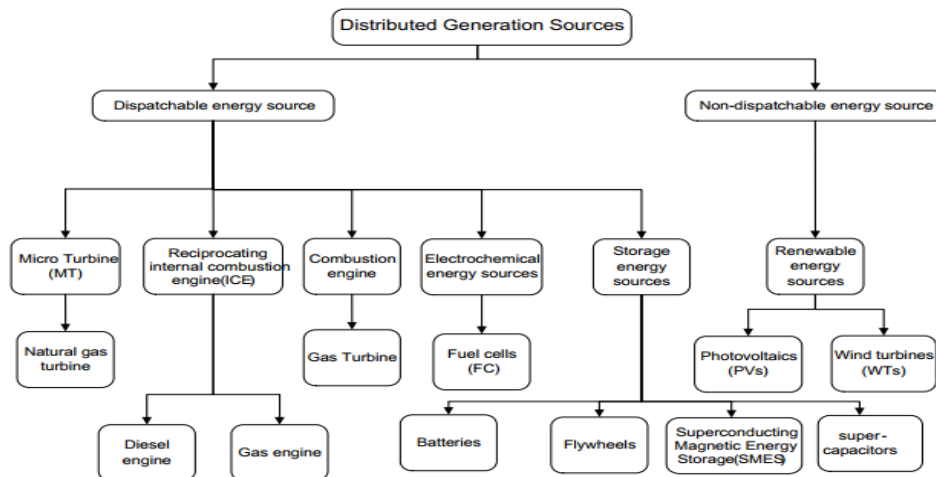 Distributed Generation Sources
Dispatchable energy source
Non-dispatchable energy source
Micro Turbine
(MT)
Reciprocating
internal combustion
engine(ICE)
Combustion
engine
Electrochemical
energy sources
Storage
energy
sources
Renewable
energy
sources
Natural gas
turbine
Gas Turbine
Fuel cells
(FC)
Photovoltaics
(PVs)
Wind turbines
(WTs)
Diesel
engine
Gas engine
Batteries
Flywheels
Superconducting
Magnetic Energy
Storage(SMES)
super-
capacitors